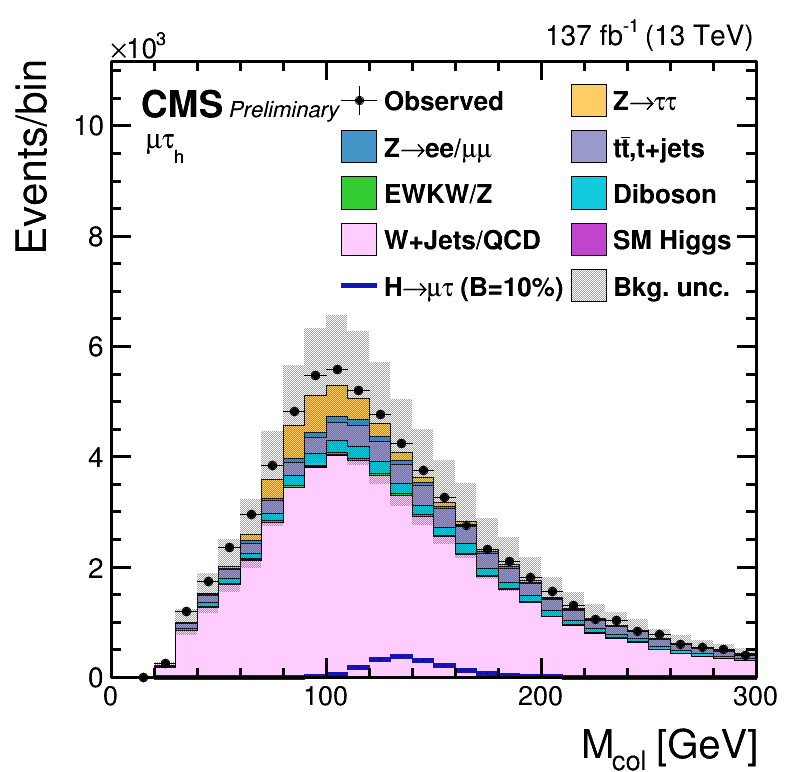 ×10³ 137 fb⁻¹ (13 TeV)
Events/bin
CMS Preliminary
μτₕ
Observed Z→ττ
Z→ee/μμ tt̄,t+jets
EWKW/Z Diboson
W+Jets/QCD SM Higgs
H→μτ (B=10%) Bkg. unc.
10
8
6
4
2
0
0 100 200 300
M_col [GeV]